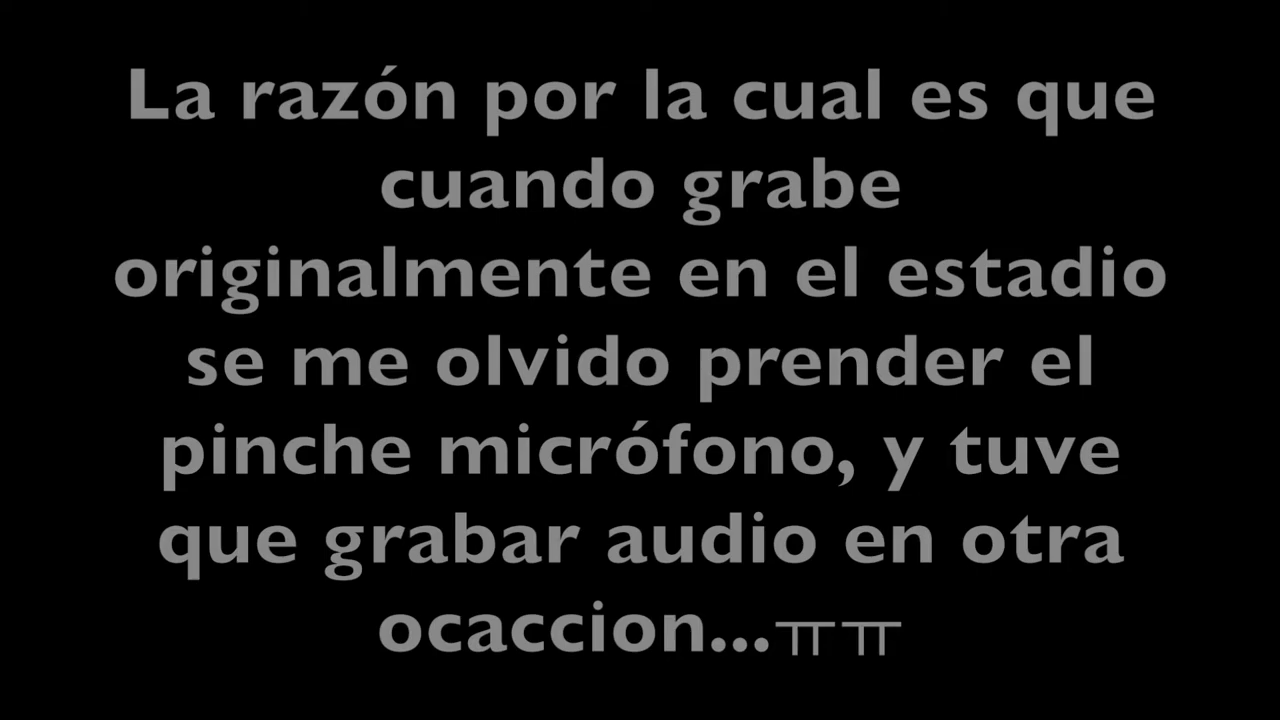 La razón por la cual es que
cuando grabe
originalmente en el estadio
se me olvido prender el
pinche micrófono, y tuve
que grabar audio en otra
ocaccion...ㅠㅠ